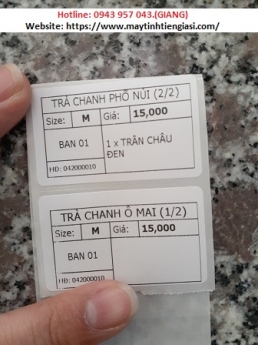 Hotline: 0943 957 043.(GIANG)
Website: https://www.maytinhtiengiasi.com/
TRÀ CHANH PHỐ NÚI (2/2)
Size: M Giá: 15,000
BAN 01 1 x TRÂN CHÂU ĐEN
HĐ: 042000010
TRÀ CHANH Ô MAI (1/2)
Size: M Giá: 15,000
BAN 01
HĐ: 042000010